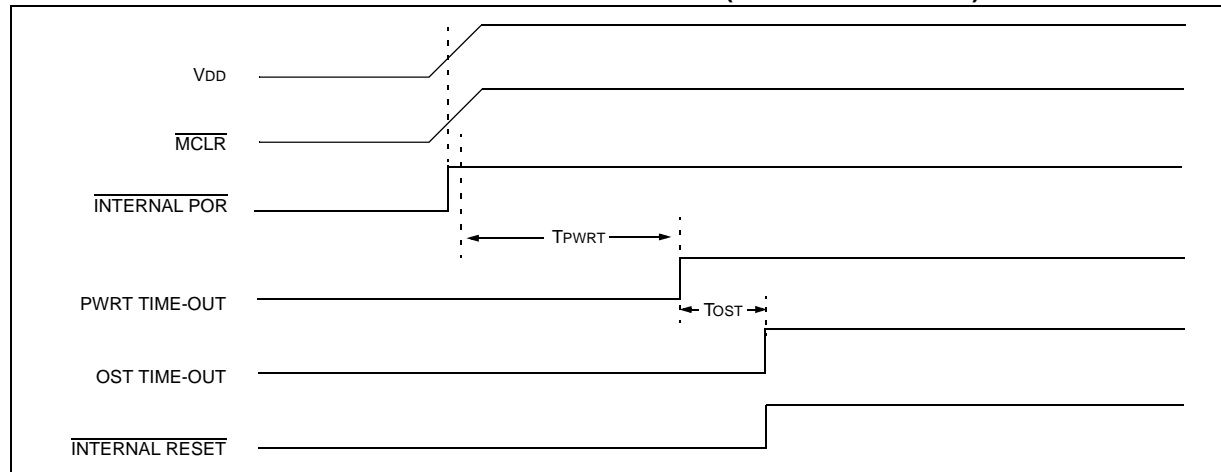 VDD
MCLR
INTERNAL POR
TPWRT
PWRT TIME-OUT
TOST
OST TIME-OUT
INTERNAL RESET